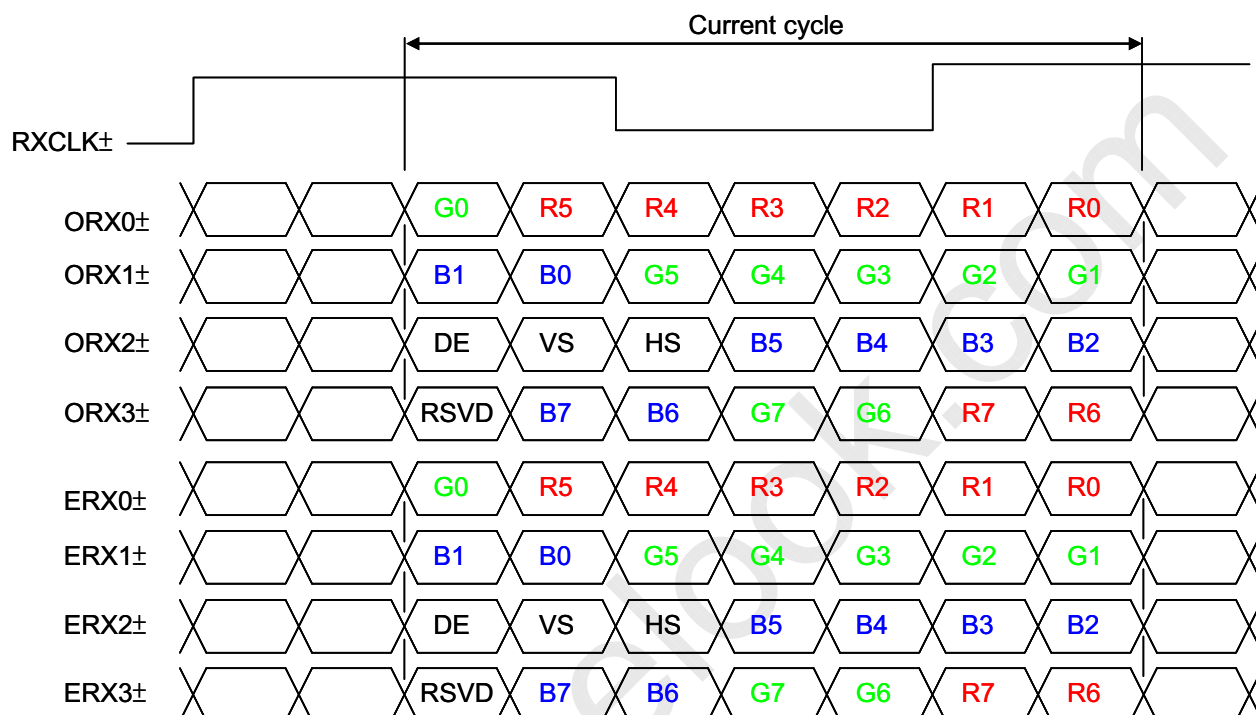 Current cycle
RXCLK±
ORX0± G0 R5 R4 R3 R2 R1 R0
ORX1± B1 B0 G5 G4 G3 G2 G1
ORX2± DE VS HS B5 B4 B3 B2
ORX3± RSVD B7 B6 G7 G6 R7 R6
ERX0± G0 R5 R4 R3 R2 R1 R0
ERX1± B1 B0 G5 G4 G3 G2 G1
ERX2± DE VS HS B5 B4 B3 B2
ERX3± RSVD B7 B6 G7 G6 R7 R6
elook.com